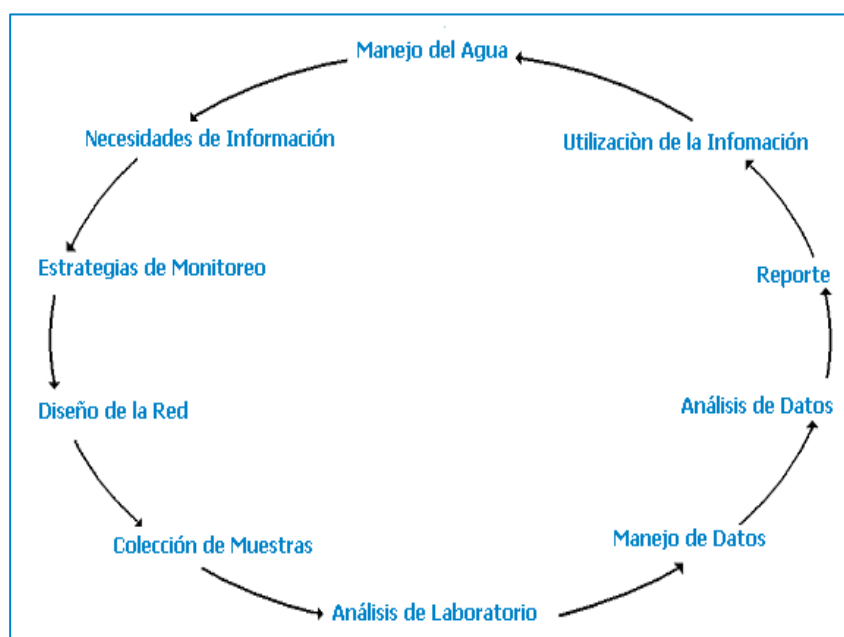 Manejo del Agua
Necesidades de Información
Utilizaciòn de la Infomación
Estrategias de Monitoreo
Reporte
Diseño de la Red
Análisis de Datos
Colección de Muestras
Manejo de Datos
Análisis de Laboratorio